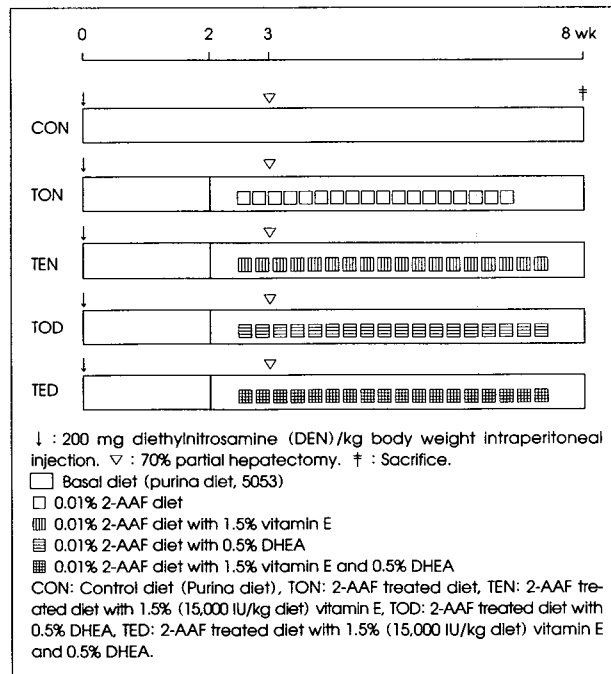 0 2 3 8 wk
↓ ▽ ‡
CON
↓ ▽
TON
↓ ▽
TEN
↓ ▽
TOD
↓ ▽
TED
↓ : 200 mg diethylnitrosamine (DEN)/kg body weight intraperitoneal
injection. ▽ : 70% partial hepatectomy. ‡ : Sacrifice.
Basal diet (purina diet, 5053)
0.01% 2-AAF diet
0.01% 2-AAF diet with 1.5% vitamin E
0.01% 2-AAF diet with 0.5% DHEA
0.01% 2-AAF diet with 1.5% vitamin E and 0.5% DHEA
CON: Control diet (Purina diet), TON: 2-AAF treated diet, TEN: 2-AAF tre-
ated diet with 1.5% (15,000 IU/kg diet) vitamin E, TOD: 2-AAF treated diet with
0.5% DHEA, TED: 2-AAF treated diet with 1.5% (15,000 IU/kg diet) vitamin E
and 0.5% DHEA.